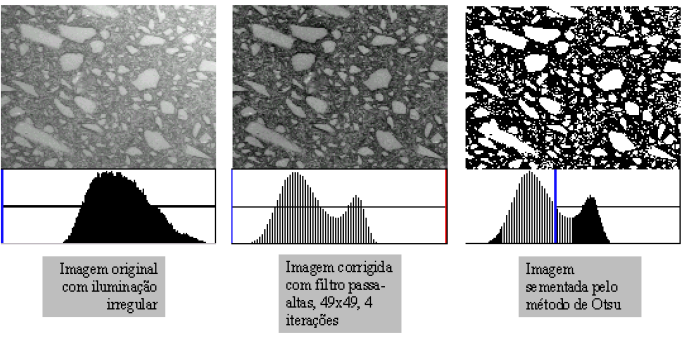 Imagem original
com iluminação
irregular
Imagem corrigida
com filtro passa-
altas, 49x49, 4
iterações
Imagem
sementada pelo
método de Otsu